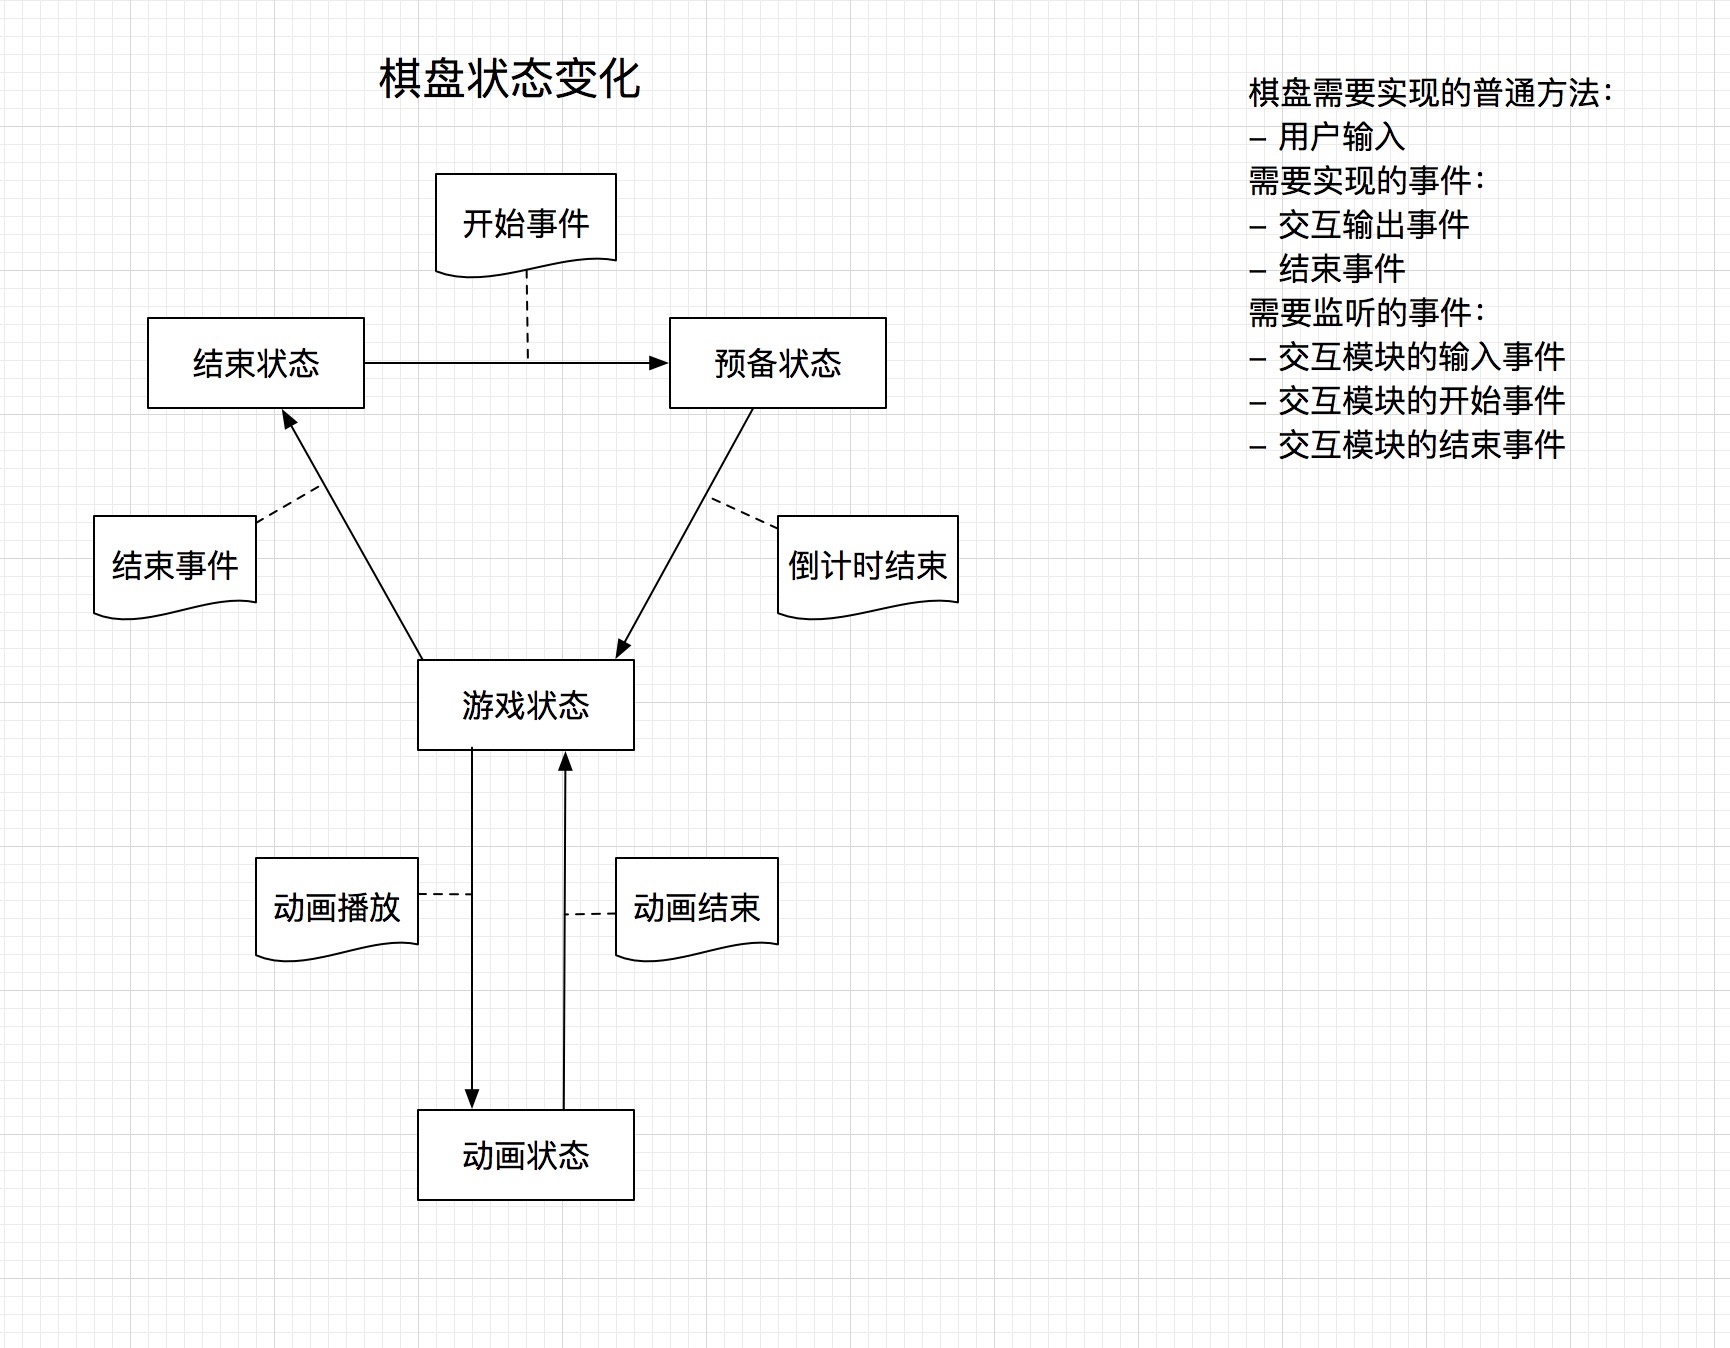 棋盘状态变化
开始事件
结束状态
预备状态
结束事件
倒计时结束
游戏状态
动画播放
动画结束
动画状态
棋盘需要实现的普通方法：
– 用户输入
需要实现的事件：
– 交互输出事件
– 结束事件
需要监听的事件：
– 交互模块的输入事件
– 交互模块的开始事件
– 交互模块的结束事件